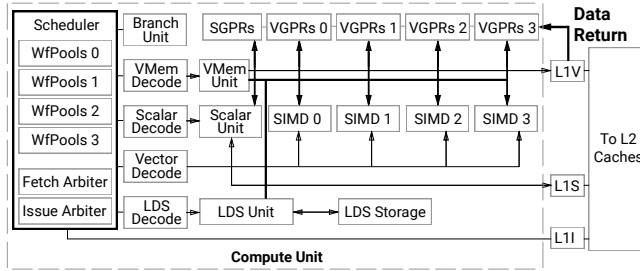 Scheduler
WfPools 0
WfPools 1
WfPools 2
WfPools 3
Fetch Arbiter
Issue Arbiter
Branch
Unit
VMem
Decode
Scalar
Decode
Vector
Decode
LDS
Decode
VMem
Unit
Scalar
Unit
LDS Unit
LDS Storage
SGPRs
VGPRs 0
VGPRs 1
VGPRs 2
VGPRs 3
SIMD 0
SIMD 1
SIMD 2
SIMD 3
Data
Return
L1V
L1S
L1I
To L2
Caches
Compute Unit